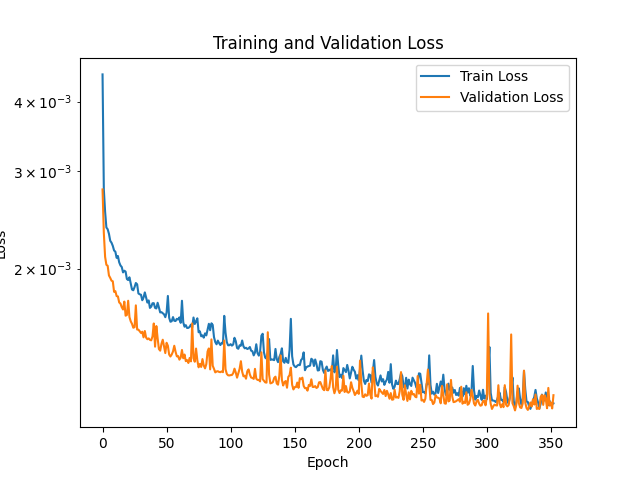 Training and Validation Loss
Train Loss
Validation Loss
4 × 10⁻³
3 × 10⁻³
2 × 10⁻³
Loss
0 50 100 150 200 250 300 350
Epoch